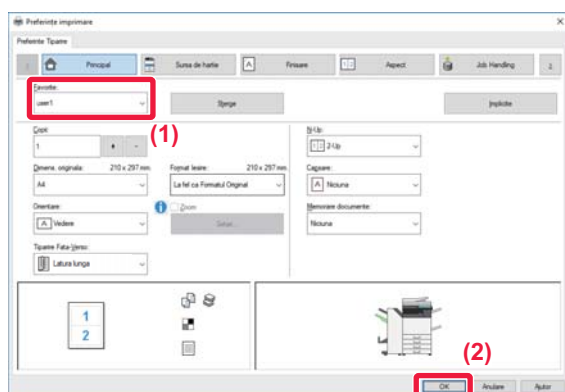 Preferinte imprimare
Preferinte Tiparire
Principal
Sursa de hartie
Finisare
Aspect
Job Handling
Favorite:
user1
Sterge
Implicite
(1)
Copii:
1
+ -
N-Up:
2-Up
Dimens. originala: 210 x 297 mm.
A4
Format Iesire: 210 x 297 mm.
La fel ca Formatul Original
Capsare:
Niciuna
Orientare:
Vedere
Zoom
Setari...
Memorare documente:
Niciuna
Tiparire Fata-Verso:
Latura lunga
1
2
(2)
OK
Anulare
Ajutor